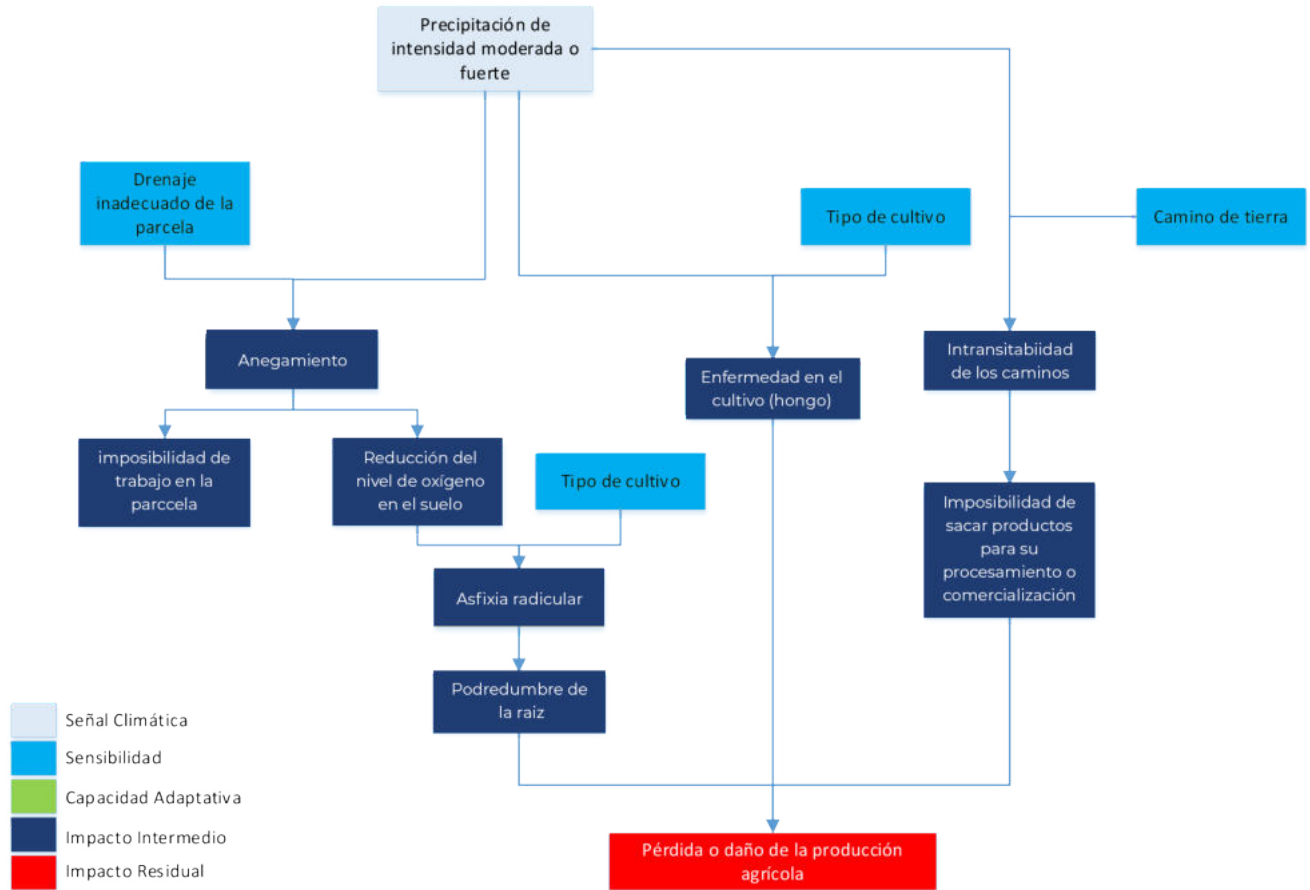 Precipitación de
intensidad moderada o
fuerte
Drenaje
inadecuado de la
parcela
Tipo de cultivo
Camino de tierra
Anegamiento
Enfermedad en el
cultivo (hongo)
Intransitabiidad
de los caminos
imposibilidad de
trabajo en la
parccela
Reducción del
nivel de oxígeno
en el suelo
Tipo de cultivo
Imposibilidad de
sacar productos
para su
procesamiento o
comercialización
Asfixia radicular
Podredumbre de
la raiz
Señal Climática
Sensibilidad
Capacidad Adaptativa
Impacto Intermedio
Impacto Residual
Pérdida o daño de la producción
agrícola